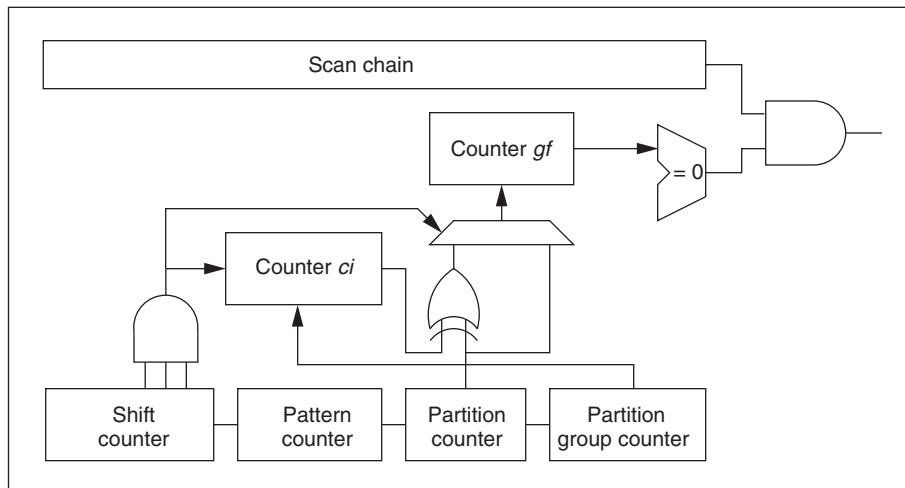 Scan chain
Counter gf
= 0
Counter ci
Shift
counter
Pattern
counter
Partition
counter
Partition
group counter